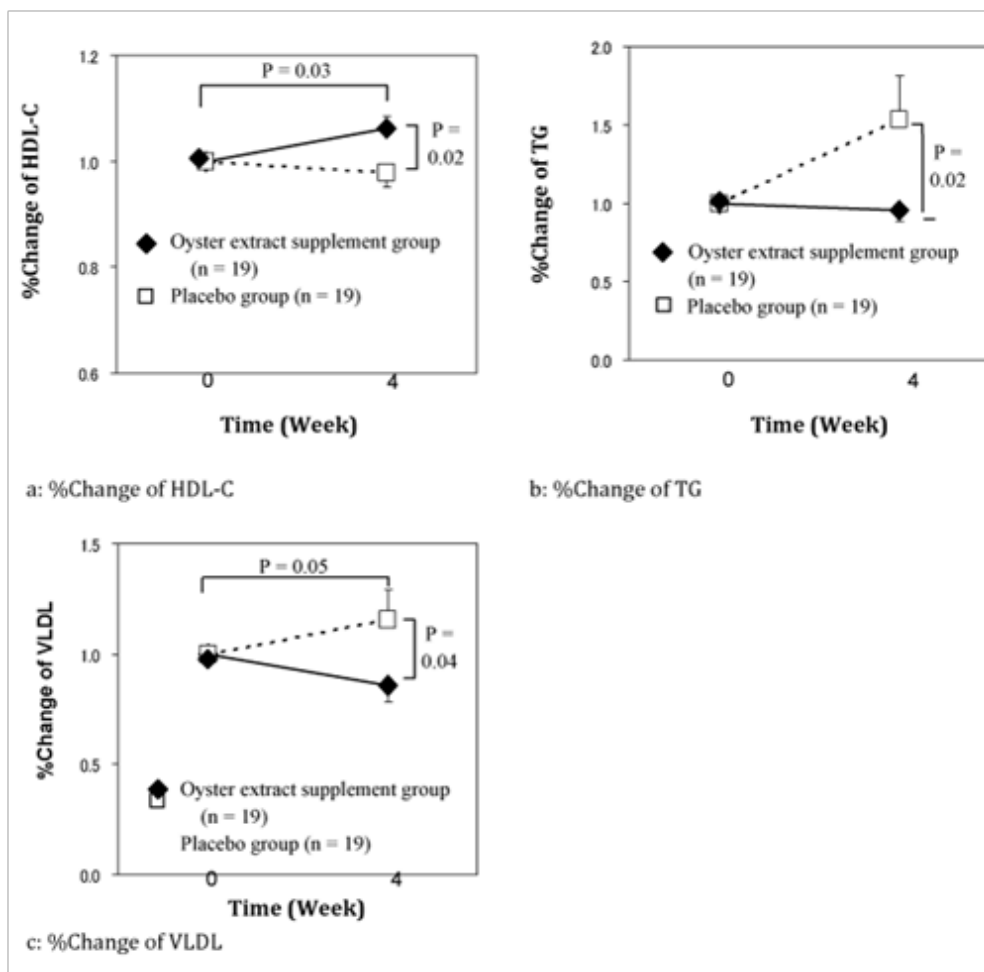 %Change of HDL-C
1.2
1.0
0.8
0.6
P = 0.03
P =
0.02
Oyster extract supplement group
(n = 19)
Placebo group (n = 19)
0
4
Time (Week)
a: %Change of HDL-C
%Change of TG
2.0
1.5
1.0
0.5
0.0
P =
0.02
Oyster extract supplement group
(n = 19)
Placebo group (n = 19)
0
4
Time (Week)
b: %Change of TG
%Change of VLDL
1.5
1.0
0.5
0.0
P = 0.05
P =
0.04
Oyster extract supplement group
(n = 19)
Placebo group (n = 19)
0
4
Time (Week)
c: %Change of VLDL